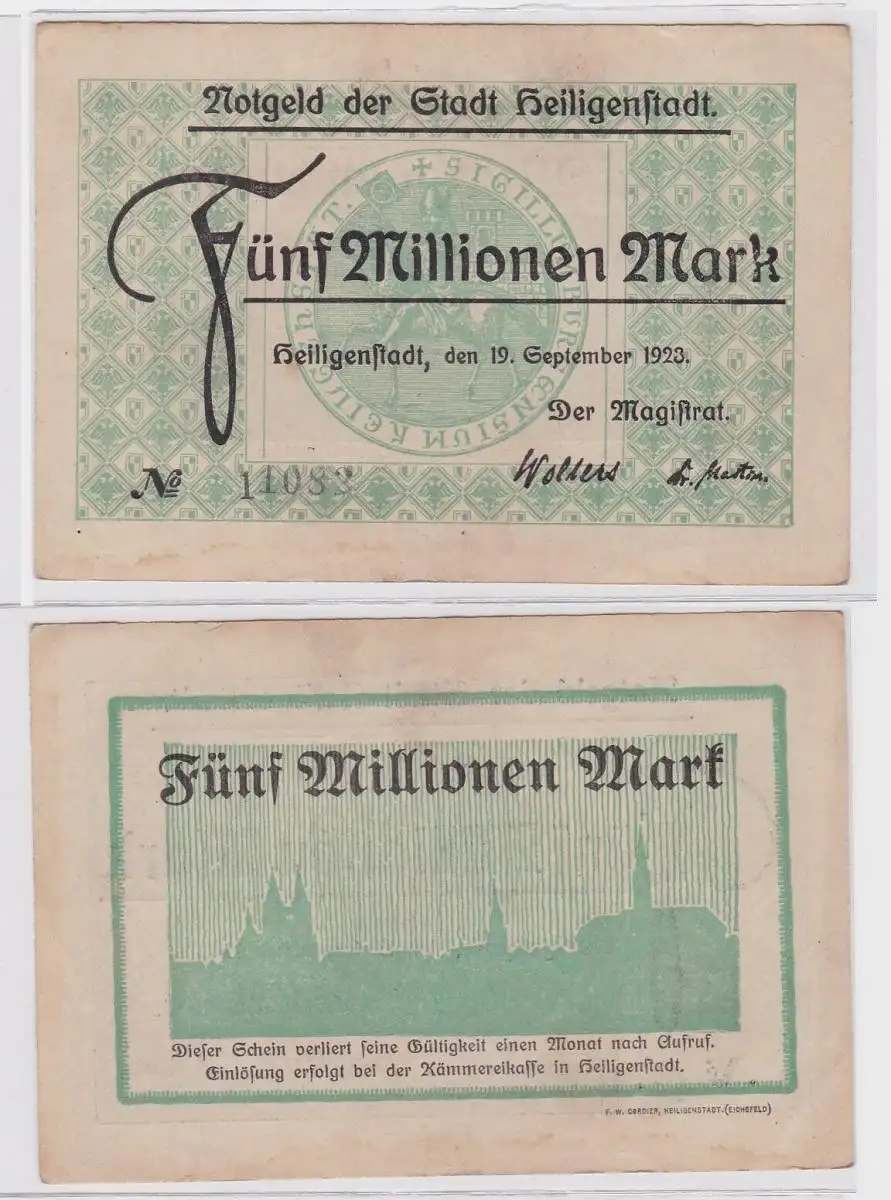 Notgeld der Stadt Heiligenstadt.
Fünf Millionen Mark
Heiligenstadt, den 19. September 1923.
Der Magistrat.
Wolters
No 11083
Fünf Millionen Mark
Dieser Schein verliert seine Gültigkeit einen Monat nach Aufruf.
Einlösung erfolgt bei der Kämmereikasse in Heiligenstadt.
F. W. CORDIER, HEILIGENSTADT-(EICHSFELD)